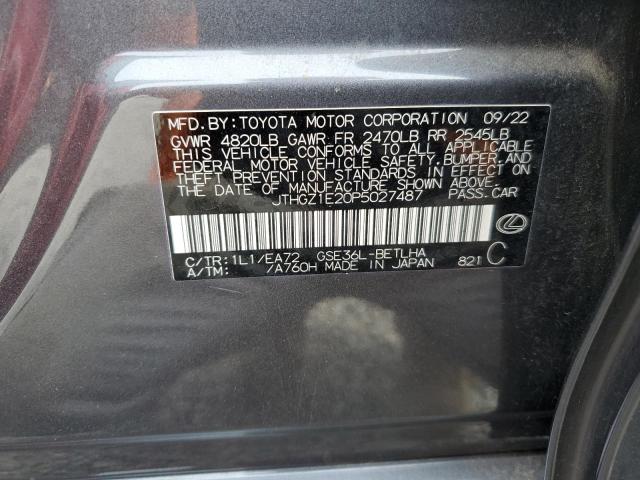 MFD.BY:TOYOTA MOTOR CORPORATION 09/22
GVWR 4820LB GAWR FR 2470LB RR 2545LB
THIS VEHICLE CONFORMS TO ALL APPLICABLE
FEDERAL MOTOR VEHICLE SAFETY,BUMPER,AND
THEFT PREVENTION STANDARDS IN EFFECT ON
THE DATE OF MANUFACTURE SHOWN ABOVE.
JTHGZ1E20P5027487 PASS.CAR
C/TR:1L1/EA72 GSE36L-BETLHA
A/TM: /A760H MADE IN JAPAN 821 C